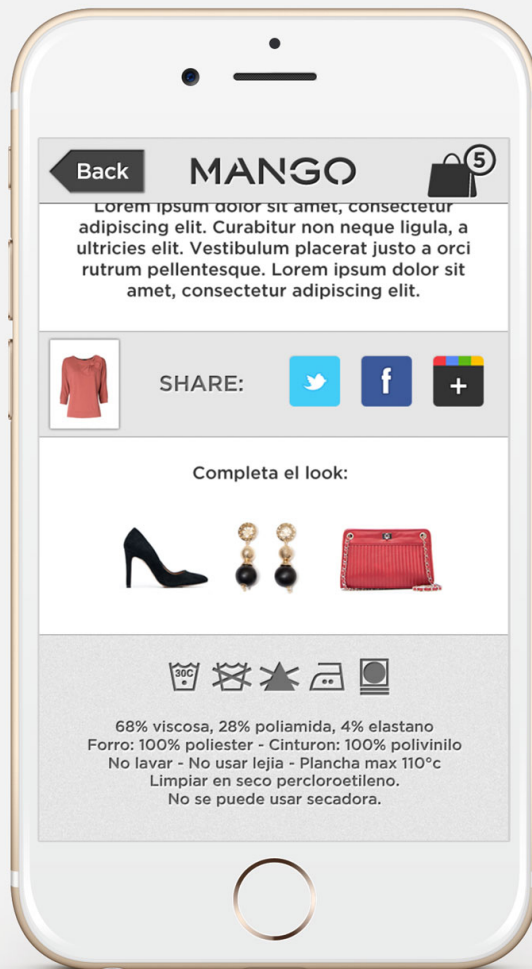 Back
MANGO
5
Lorem ipsum dolor sit amet, consectetur
adipiscing elit. Curabitur non neque ligula, a
ultricies elit. Vestibulum placerat justo a orci
rutrum pellentesque. Lorem ipsum dolor sit
amet, consectetur adipiscing elit.
SHARE:
f
+
Completa el look:
30C
68% viscosa, 28% poliamida, 4% elastano
Forro: 100% poliester - Cinturon: 100% polivinilo
No lavar - No usar lejia - Plancha max 110°c
Limpiar en seco percloroetileno.
No se puede usar secadora.